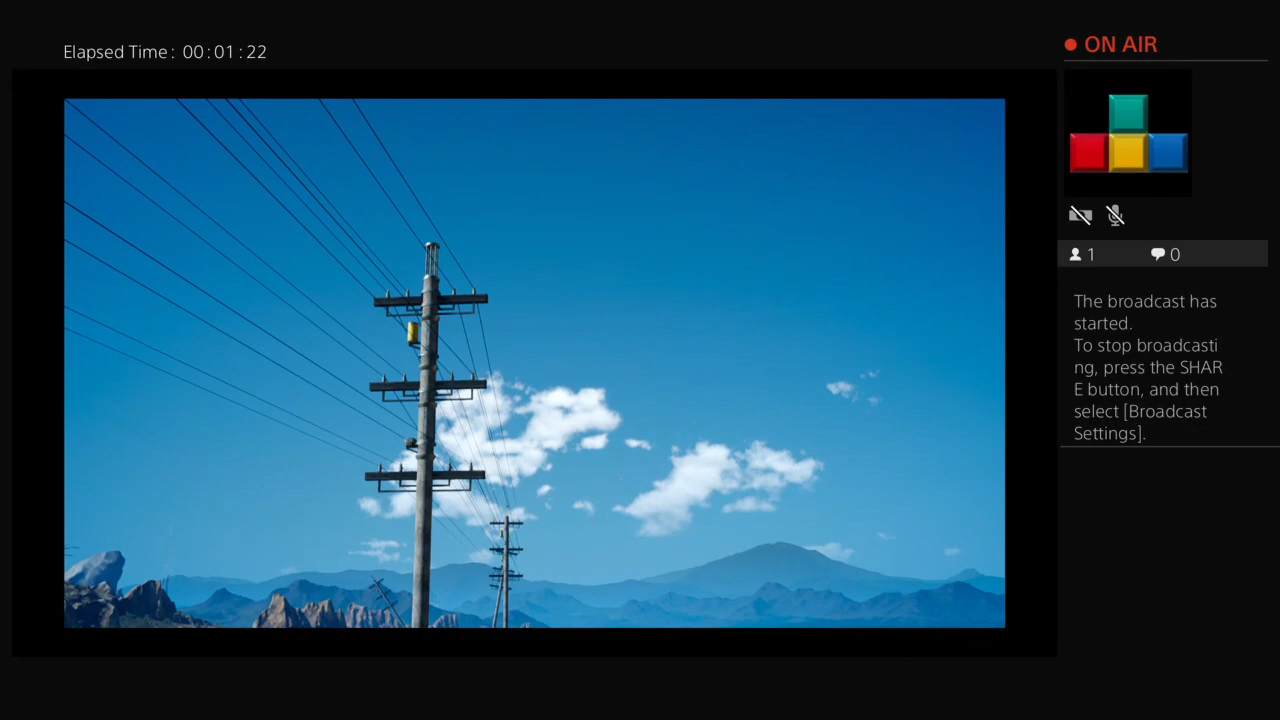 Elapsed Time: 00:01:22
ON AIR
1 0
The broadcast has
started.
To stop broadcasti
ng, press the SHAR
E button, and then
select [Broadcast
Settings].